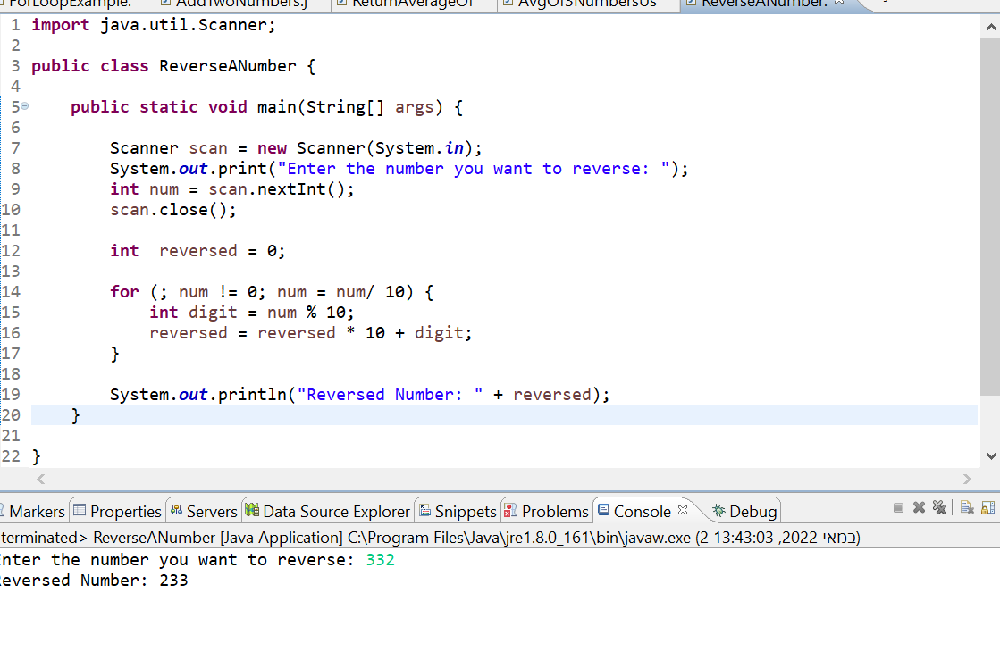 AddTwoNumbers.j ReturnAverageOf AvgOf3NumbersUs ReverseANumber.
1 import java.util.Scanner;
2
3 public class ReverseANumber {
4
5 public static void main(String[] args) {
6
7 Scanner scan = new Scanner(System.in);
8 System.out.print("Enter the number you want to reverse: ");
9 int num = scan.nextInt();
10 scan.close();
11
12 int  reversed = 0;
13
14 for (; num != 0; num = num/ 10) {
15 int digit = num % 10;
16 reversed = reversed * 10 + digit;
17 }
18
19 System.out.println("Reversed Number: " + reversed);
20 }
21
22 }
Markers Properties Servers Data Source Explorer Snippets Problems Console Debug
terminated> ReverseANumber [Java Application] C:\Program Files\Java\jre1.8.0_161\bin\javaw.exe (2 במאי 2022, 13:43:03)
nter the number you want to reverse: 332
eversed Number: 233